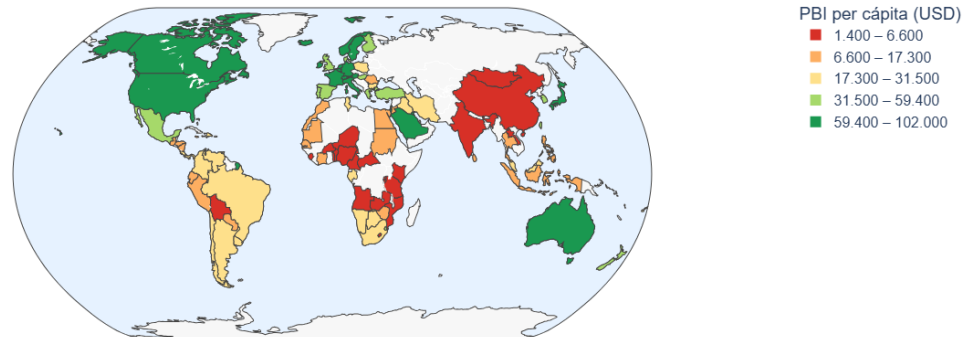 PBI per cápita (USD)
1.400 – 6.600
6.600 – 17.300
17.300 – 31.500
31.500 – 59.400
59.400 – 102.000